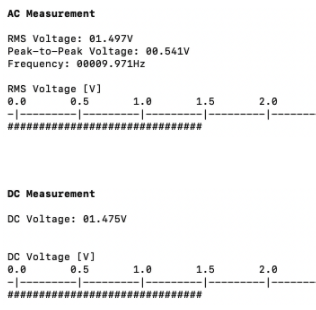 AC Measurement
RMS Voltage: 01.497V
Peak-to-Peak Voltage: 00.541V
Frequency: 00009.971Hz
RMS Voltage [V]
0.0       0.5       1.0       1.5       2.0
-|---------|---------|---------|---------|-------
###############################
DC Measurement
DC Voltage: 01.475V
DC Voltage [V]
0.0       0.5       1.0       1.5       2.0
-|---------|---------|---------|---------|-------
###############################